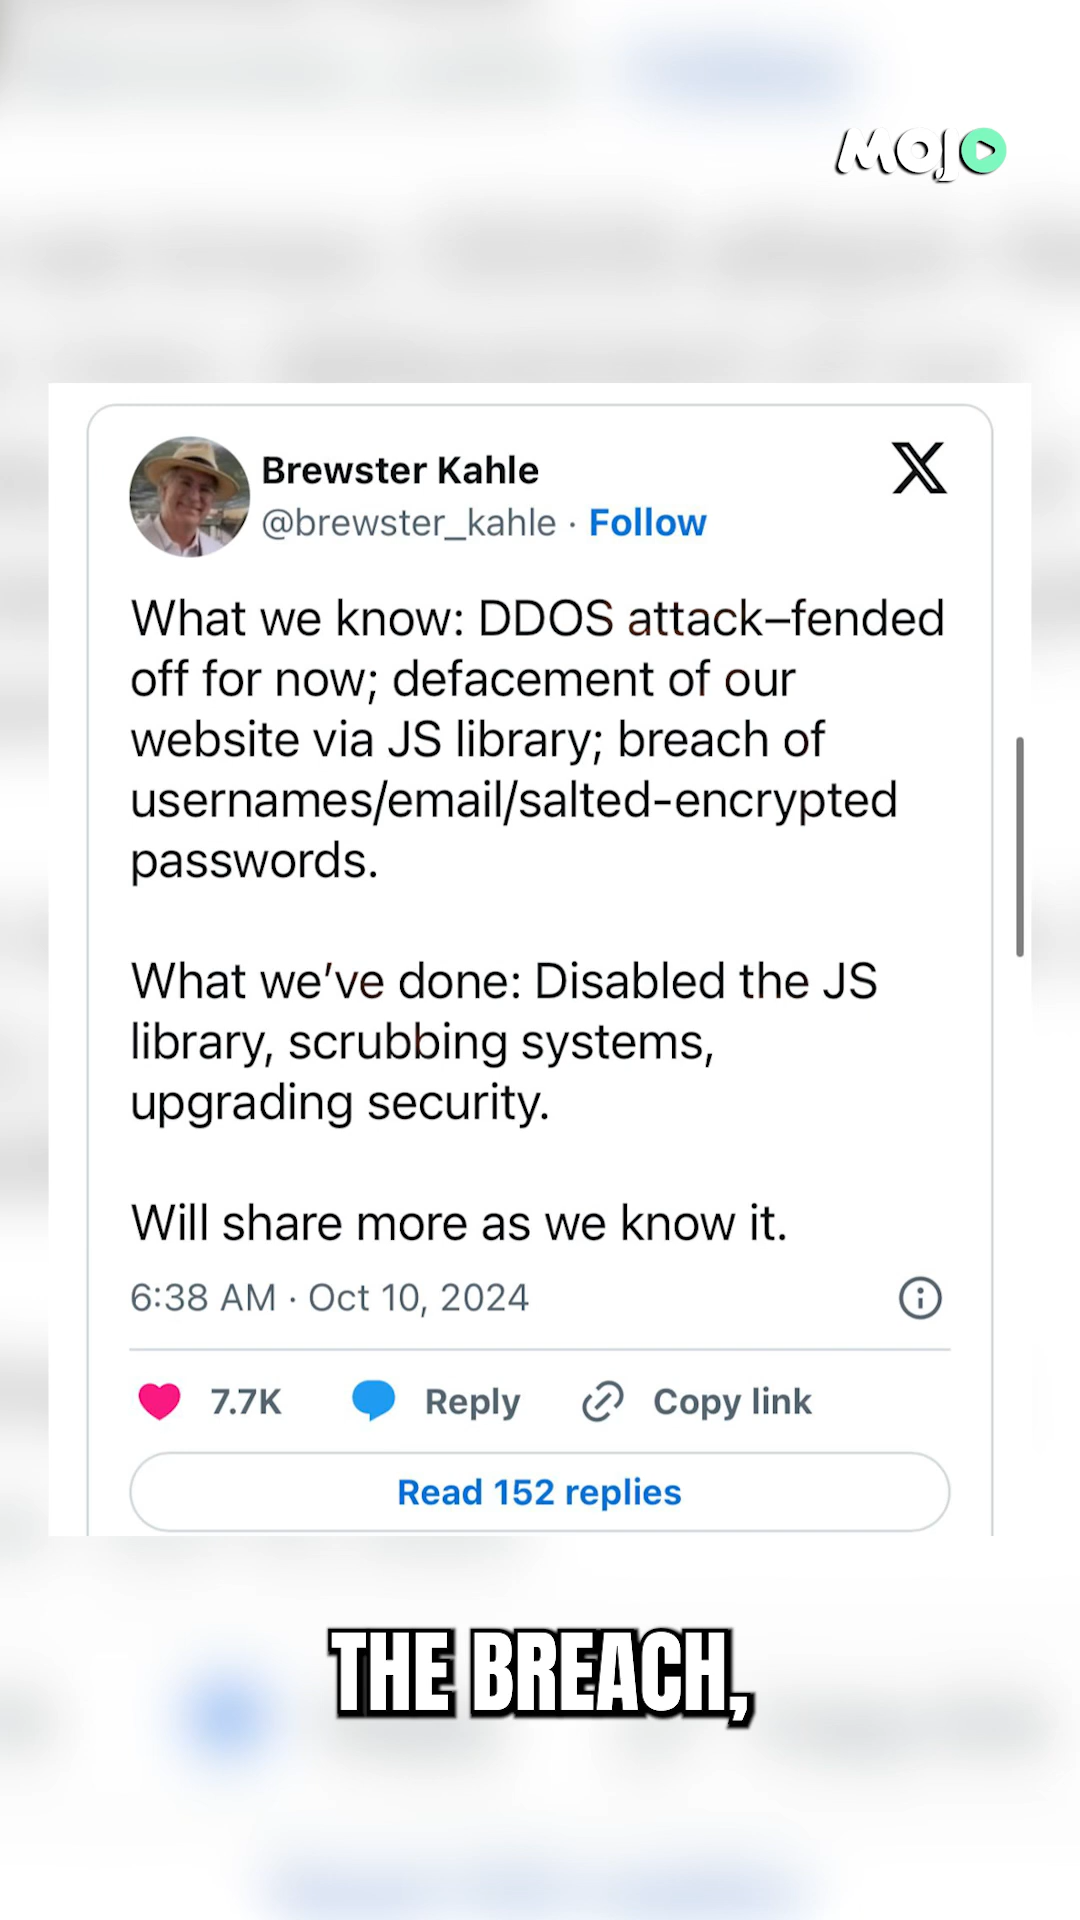 MOJO
Brewster Kahle
@brewster_kahle · Follow
What we know: DDOS attack–fended
off for now; defacement of our
website via JS library; breach of
usernames/email/salted-encrypted
passwords.
What we’ve done: Disabled the JS
library, scrubbing systems,
upgrading security.
Will share more as we know it.
6:38 AM · Oct 10, 2024
7.7K Reply Copy link
Read 152 replies
THE BREACH,